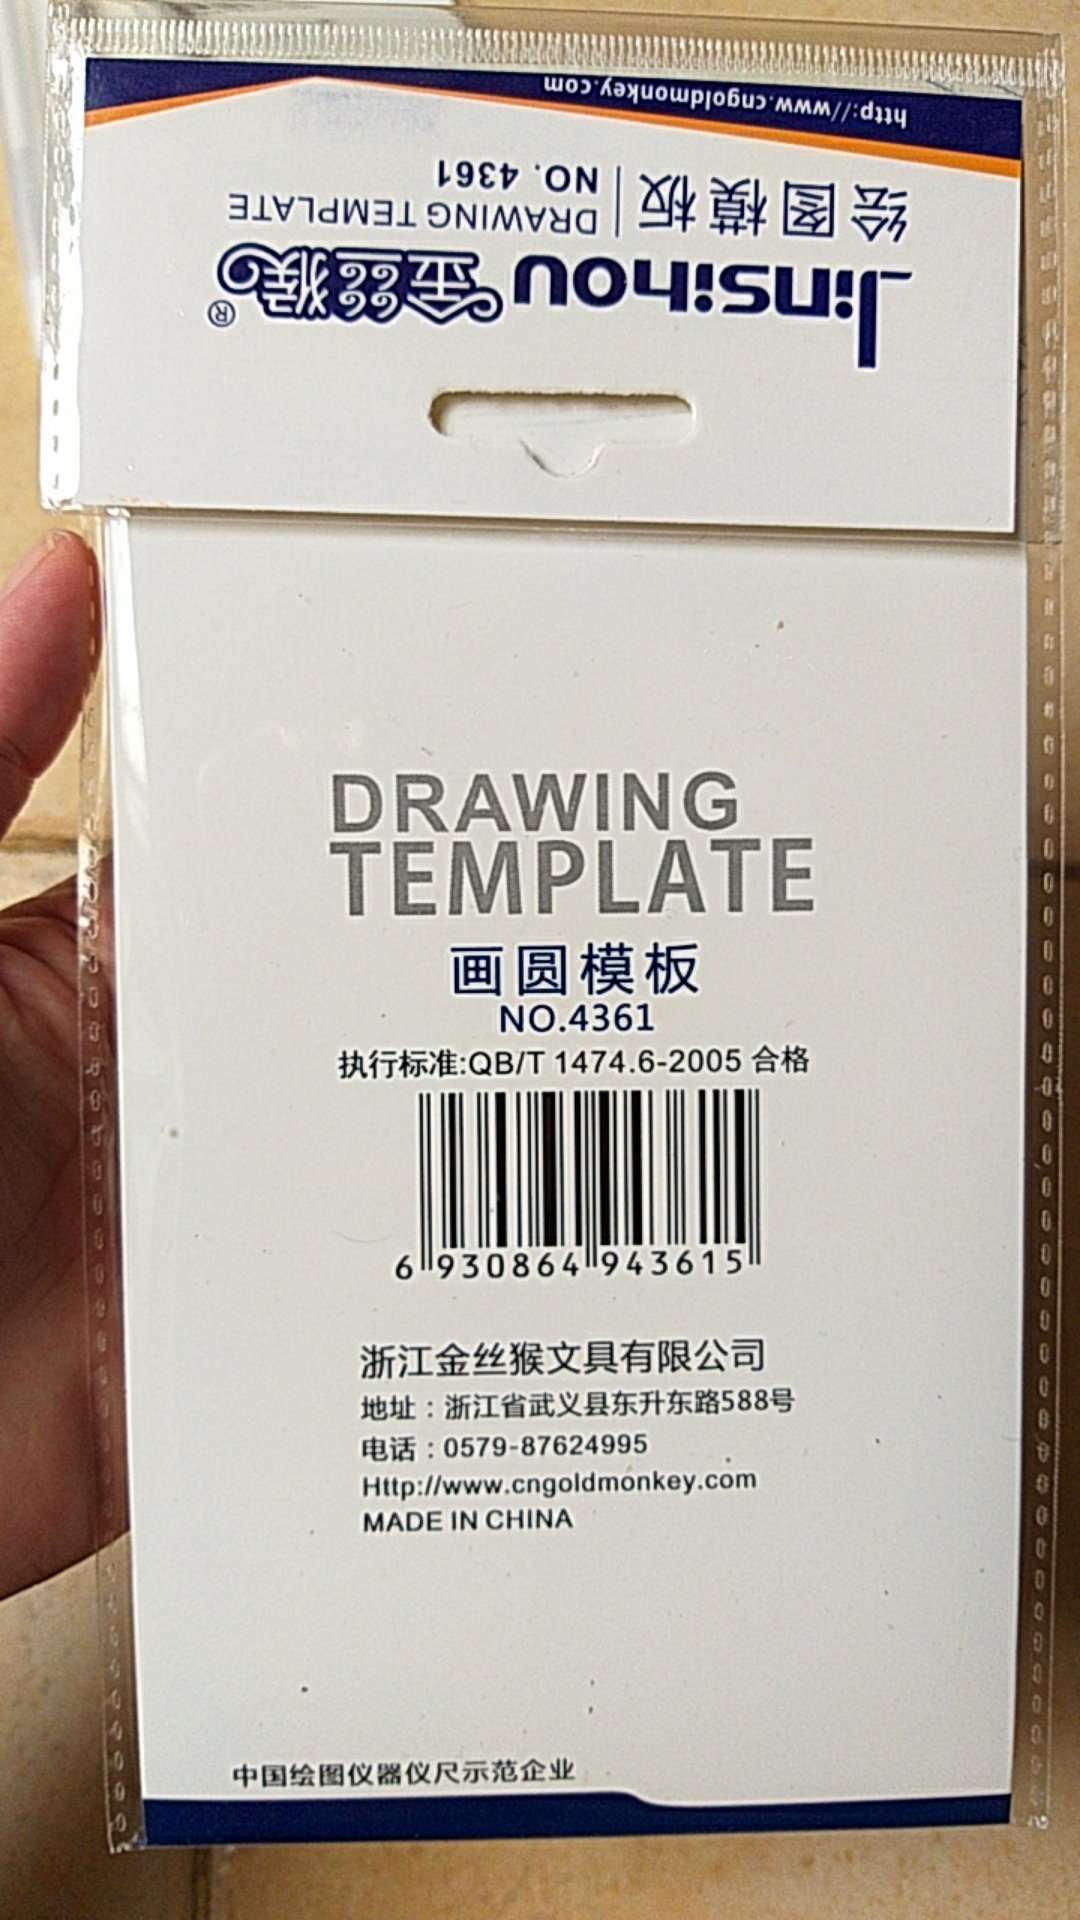 http://www.cngoldmonkey.com
绘图模板 DRAWING TEMPLATE
NO. 4361
Jinsihou 金丝猴®
DRAWING
TEMPLATE
画圆模板
NO.4361
执行标准:QB/T 1474.6-2005 合格
6 930864 943615
浙江金丝猴文具有限公司
地址：浙江省武义县东升东路588号
电话：0579-87624995
Http://www.cngoldmonkey.com
MADE IN CHINA
中国绘图仪器仪尺示范企业